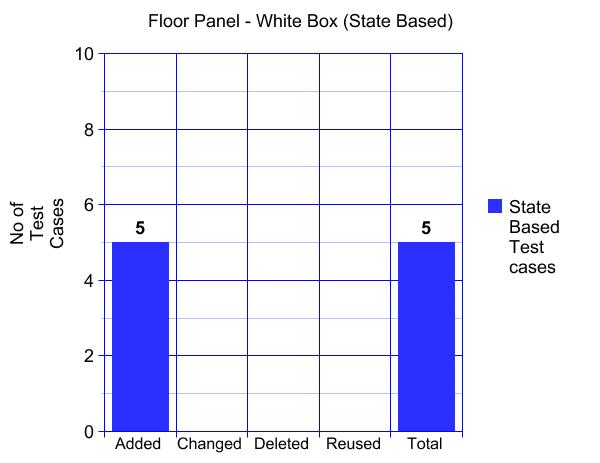 Floor Panel - White Box (State Based)
10
8
6
4
2
0
No of
Test
Cases
5
5
Added Changed Deleted Reused Total
State
Based
Test
cases